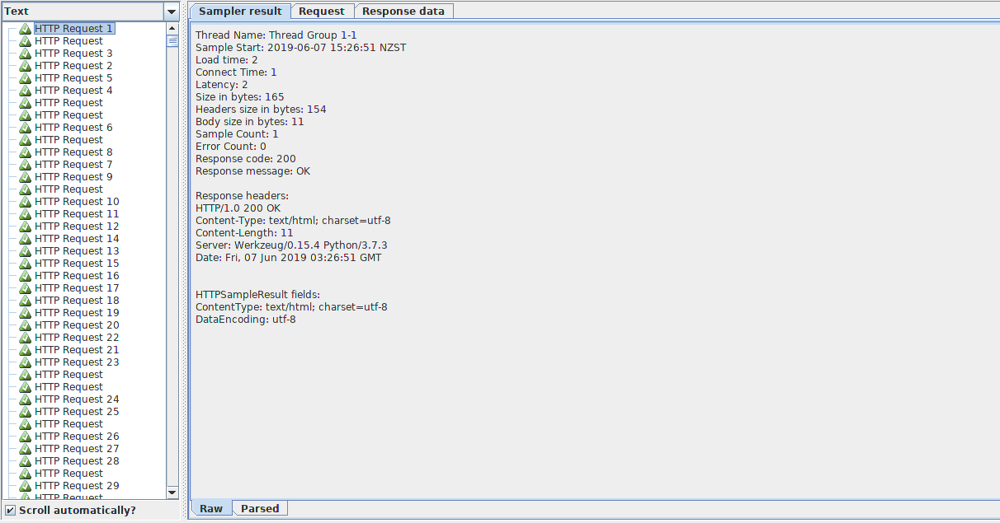 Text
HTTP Request 1
HTTP Request
HTTP Request 3
HTTP Request 2
HTTP Request 5
HTTP Request 4
HTTP Request
HTTP Request
HTTP Request 6
HTTP Request
HTTP Request 8
HTTP Request 7
HTTP Request 9
HTTP Request
HTTP Request 10
HTTP Request 11
HTTP Request 12
HTTP Request 14
HTTP Request 13
HTTP Request 15
HTTP Request 16
HTTP Request 17
HTTP Request 18
HTTP Request 19
HTTP Request 20
HTTP Request 22
HTTP Request 21
HTTP Request 23
HTTP Request
HTTP Request
HTTP Request 24
HTTP Request 25
HTTP Request
HTTP Request 26
HTTP Request 27
HTTP Request 28
HTTP Request
HTTP Request 29
HTTP Request
Scroll automatically?
Sampler result Request Response data
Thread Name: Thread Group 1-1
Sample Start: 2019-06-07 15:26:51 NZST
Load time: 2
Connect Time: 1
Latency: 2
Size in bytes: 165
Headers size in bytes: 154
Body size in bytes: 11
Sample Count: 1
Error Count: 0
Response code: 200
Response message: OK
Response headers:
HTTP/1.0 200 OK
Content-Type: text/html; charset=utf-8
Content-Length: 11
Server: Werkzeug/0.15.4 Python/3.7.3
Date: Fri, 07 Jun 2019 03:26:51 GMT
HTTPSampleResult fields:
ContentType: text/html; charset=utf-8
DataEncoding: utf-8
Raw Parsed